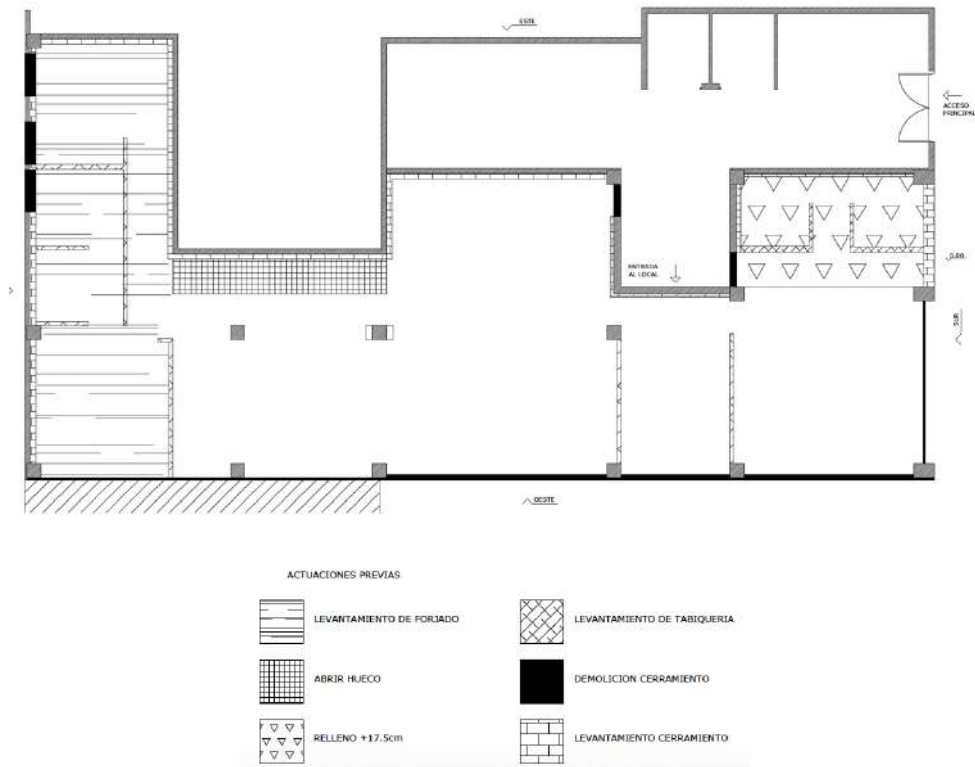 ESTE
ACCESO
PRINCIPAL
ENTRADA
AL LOCAL
0.00.
SUR
OESTE
ACTUACIONES PREVIAS
LEVANTAMIENTO DE FORJADO
LEVANTAMIENTO DE TABIQUERIA
ABRIR HUECO
DEMOLICION CERRAMIENTO
RELLENO +17.5cm
LEVANTAMIENTO CERRAMIENTO